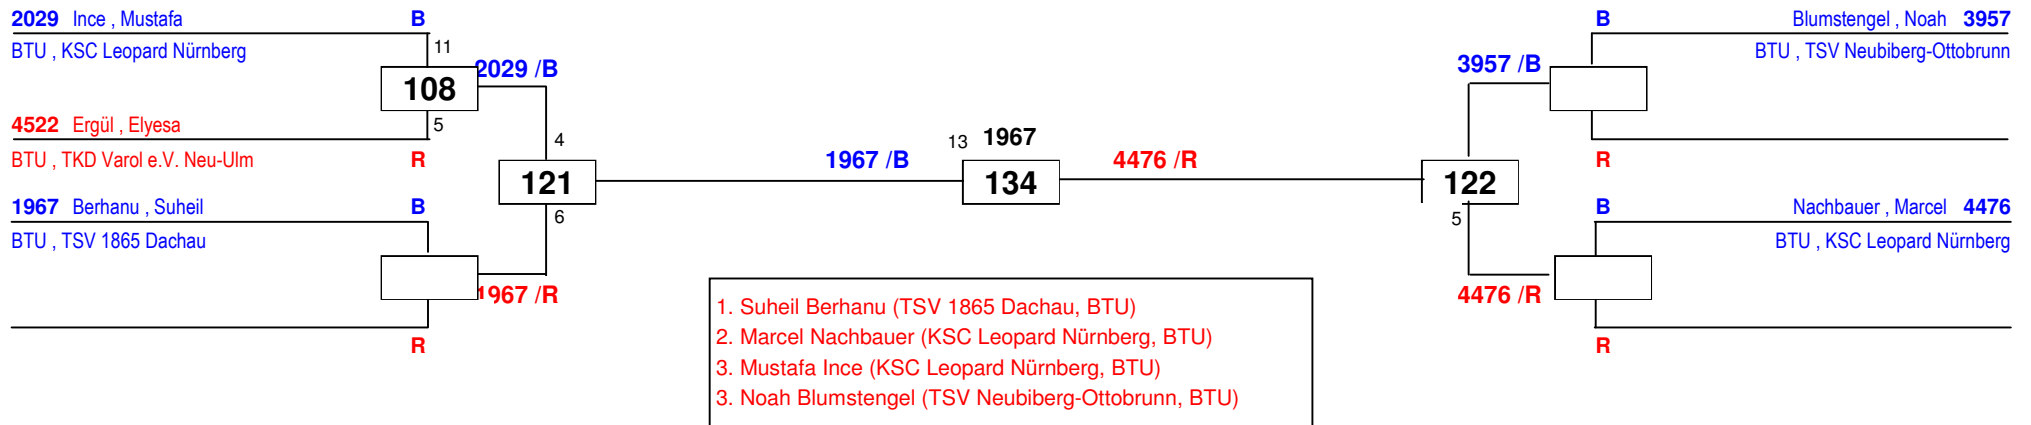 2029 Ince , Mustafa B
BTU , KSC Leopard Nürnberg
11
2029 /B
108
4522 Ergül , Elyesa
5
BTU , TKD Varol e.V. Neu-Ulm R
4
121
6
1967 Berhanu , Suheil B
BTU , TSV 1865 Dachau
1967 /R
R
1967 /B
13 1967
134
4476 /R
1. Suheil Berhanu (TSV 1865 Dachau, BTU)
2. Marcel Nachbauer (KSC Leopard Nürnberg, BTU)
3. Mustafa Ince (KSC Leopard Nürnberg, BTU)
3. Noah Blumstengel (TSV Neubiberg-Ottobrunn, BTU)
B Blumstengel , Noah 3957
BTU , TSV Neubiberg-Ottobrunn
3957 /B
R
122
5
B Nachbauer , Marcel 4476
BTU , KSC Leopard Nürnberg
4476 /R
R